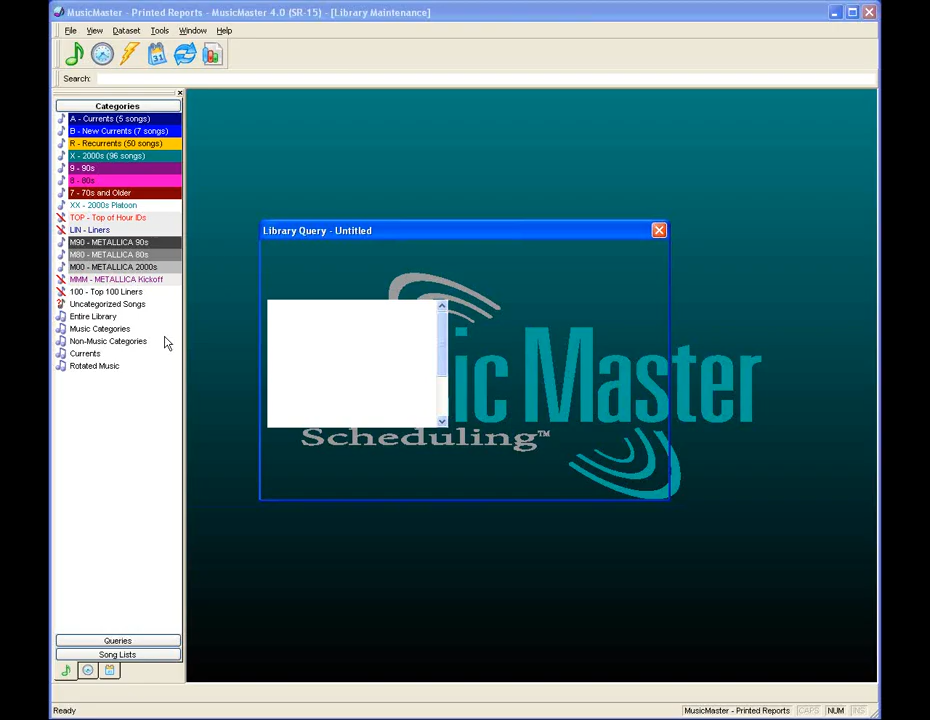 MusicMaster - Printed Reports - MusicMaster 4.0 (SR-15) - [Library Maintenance]
File View Dataset Tools Window Help
31
Search:
Categories
A - Currents (5 songs)
B - New Currents (7 songs)
R - Recurrents (50 songs)
X - 2000s (96 songs)
9 - 90s
8 - 80s
7 - 70s and Older
XX - 2000s Platoon
TOP - Top of Hour IDs
LIN - Liners
M90 - METALLICA 90s
M80 - METALLICA 80s
M00 - METALLICA 2000s
MMM - METALLICA Kickoff
100 - Top 100 Liners
Uncategorized Songs
Entire Library
Music Categories
Non-Music Categories
Currents
Rotated Music
Queries
Song Lists
Library Query - Untitled
ic Master
Scheduling™
Ready
MusicMaster - Printed Reports CAPS NUM INS